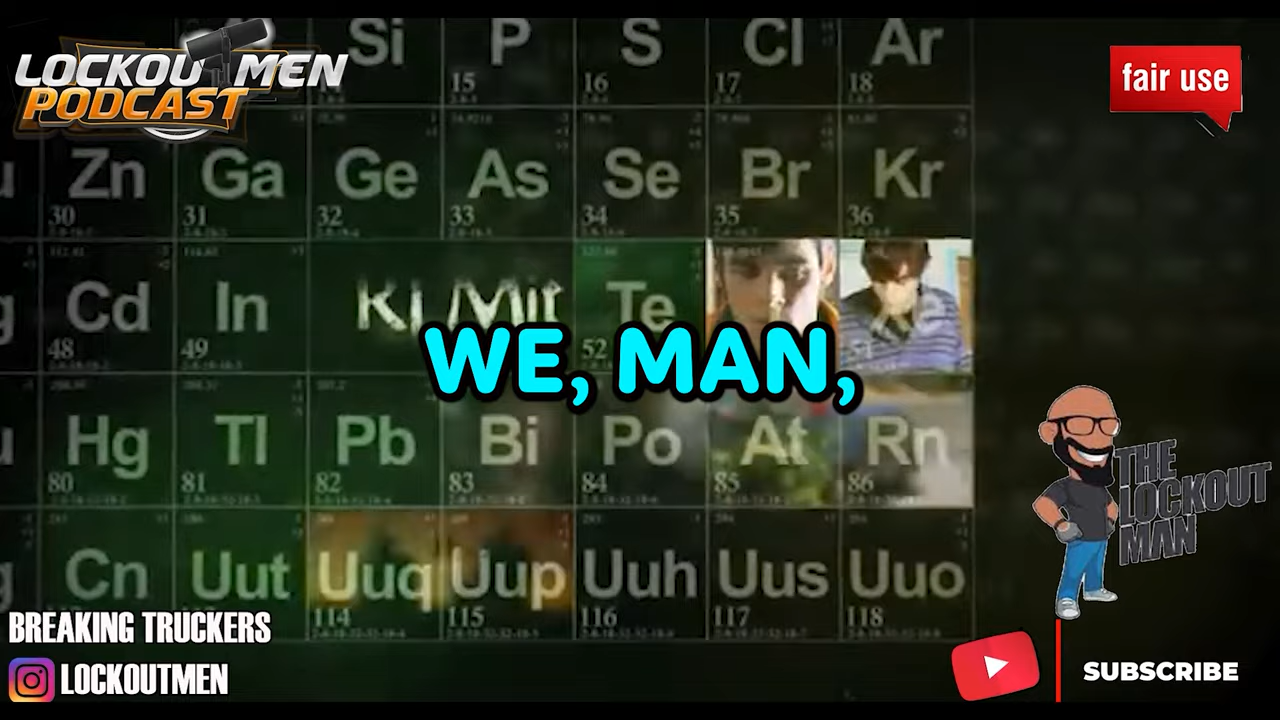 LOCKOUTMEN
PODCAST
fair use
Si P S Cl Ar
15 16 17 18
Zn Ga Ge As Se Br Kr
30 31 32 33 34 35 36
Cd In Te
48 49 52
WE, MAN,
Hg Tl Pb Bi Po At Rn
80 81 82 83 84 85 86
THE
LOCKOUT
MAN
Cn Uut Uuq Uup Uuh Uus Uuo
114 115 116 117 118
BREAKING TRUCKERS
LOCKOUTMEN
SUBSCRIBE